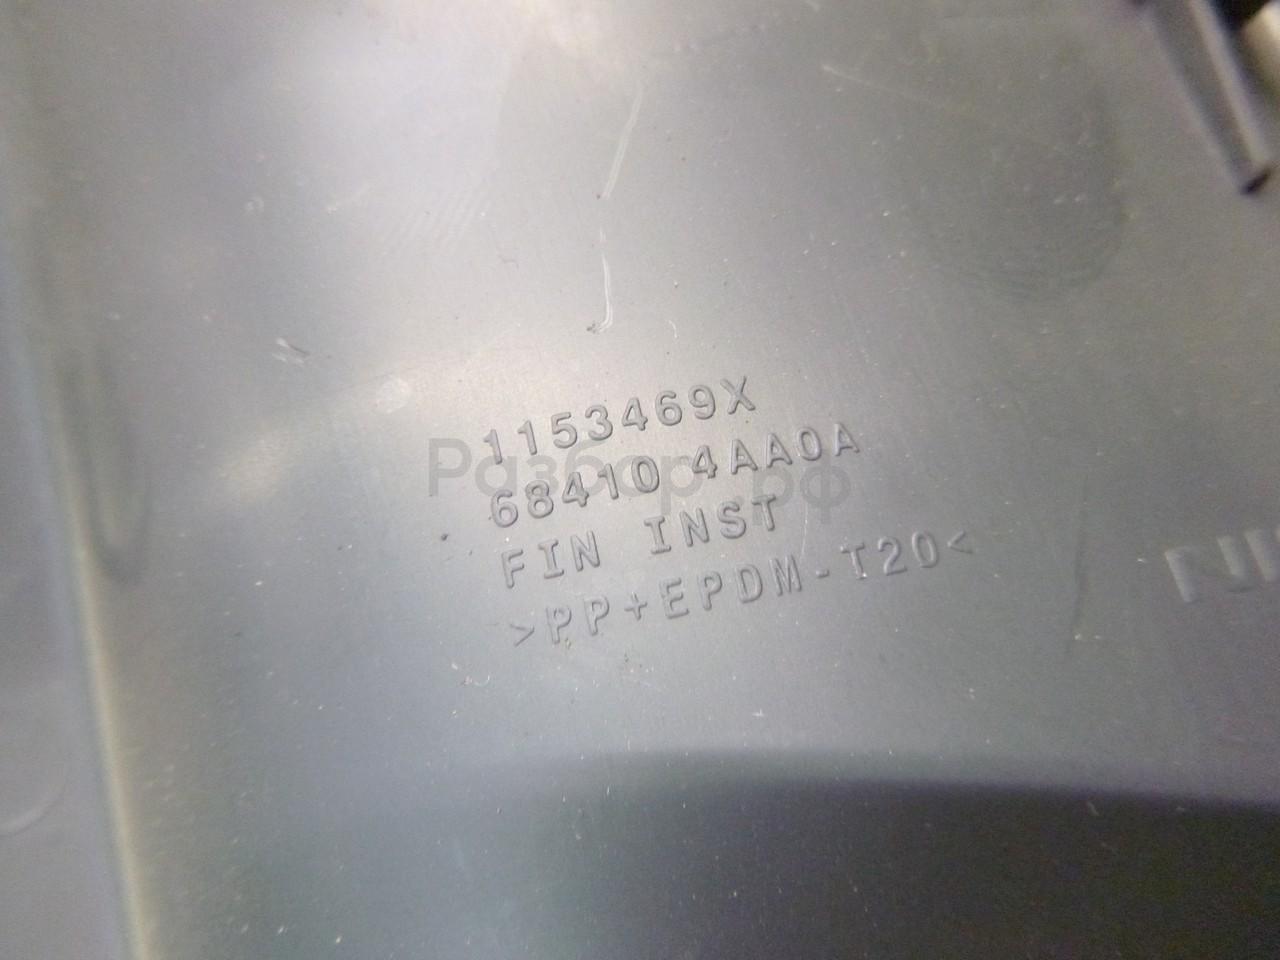 1153469X
68410 4AA0A
FIN INST
>PP+EPDM-T20<
Разбор.рф